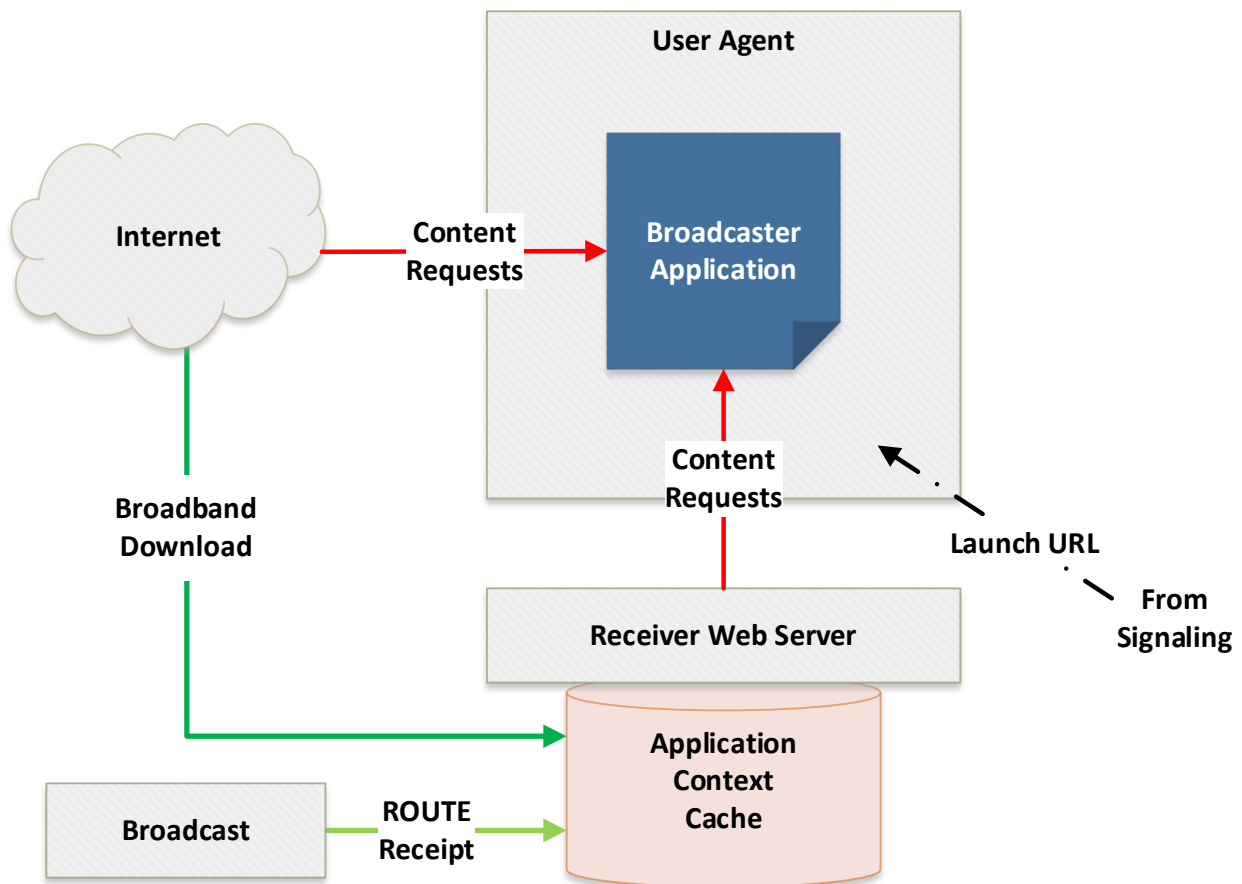 User Agent
Internet
Content
Requests
Broadcaster
Application
Content
Requests
Broadband
Download
Launch URL
From
Signaling
Receiver Web Server
Application
Context
Cache
Broadcast
ROUTE
Receipt